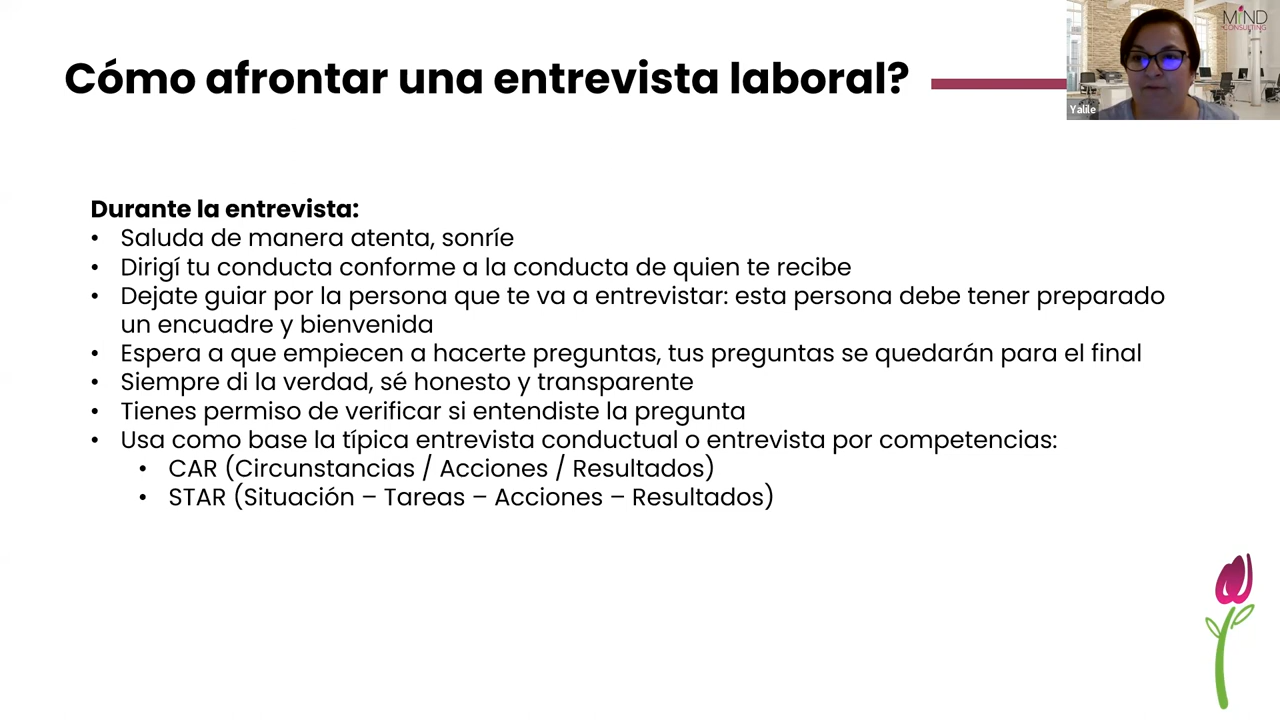 Cómo afrontar una entrevista laboral?
MIND
CONSULTING
Yalile
Durante la entrevista:
• Saluda de manera atenta, sonríe
• Dirigí tu conducta conforme a la conducta de quien te recibe
• Dejate guiar por la persona que te va a entrevistar: esta persona debe tener preparado
un encuadre y bienvenida
• Espera a que empiecen a hacerte preguntas, tus preguntas se quedarán para el final
• Siempre di la verdad, sé honesto y transparente
• Tienes permiso de verificar si entendiste la pregunta
• Usa como base la típica entrevista conductual o entrevista por competencias:
• CAR (Circunstancias / Acciones / Resultados)
• STAR (Situación – Tareas – Acciones – Resultados)